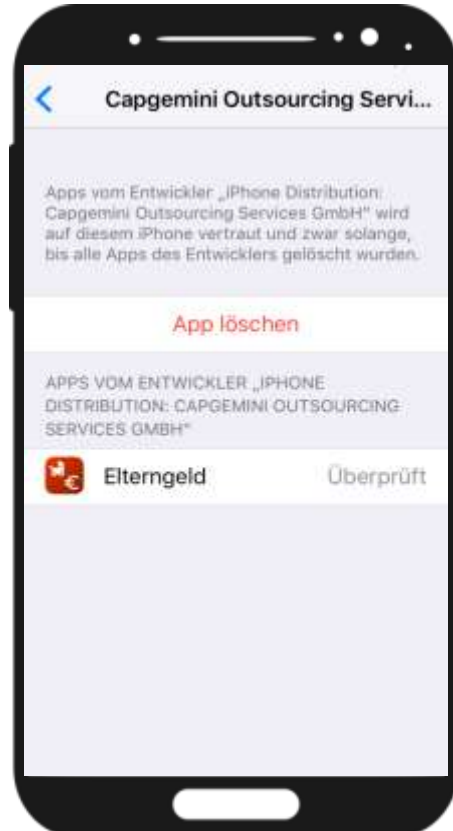 Capgemini Outsourcing Servi...
Apps vom Entwickler „iPhone Distribution:
Capgemini Outsourcing Services GmbH“ wird
auf diesem iPhone vertraut und zwar solange,
bis alle Apps des Entwicklers gelöscht wurden.
App löschen
APPS VOM ENTWICKLER „IPHONE
DISTRIBUTION: CAPGEMINI OUTSOURCING
SERVICES GMBH“
€
Elterngeld Überprüft